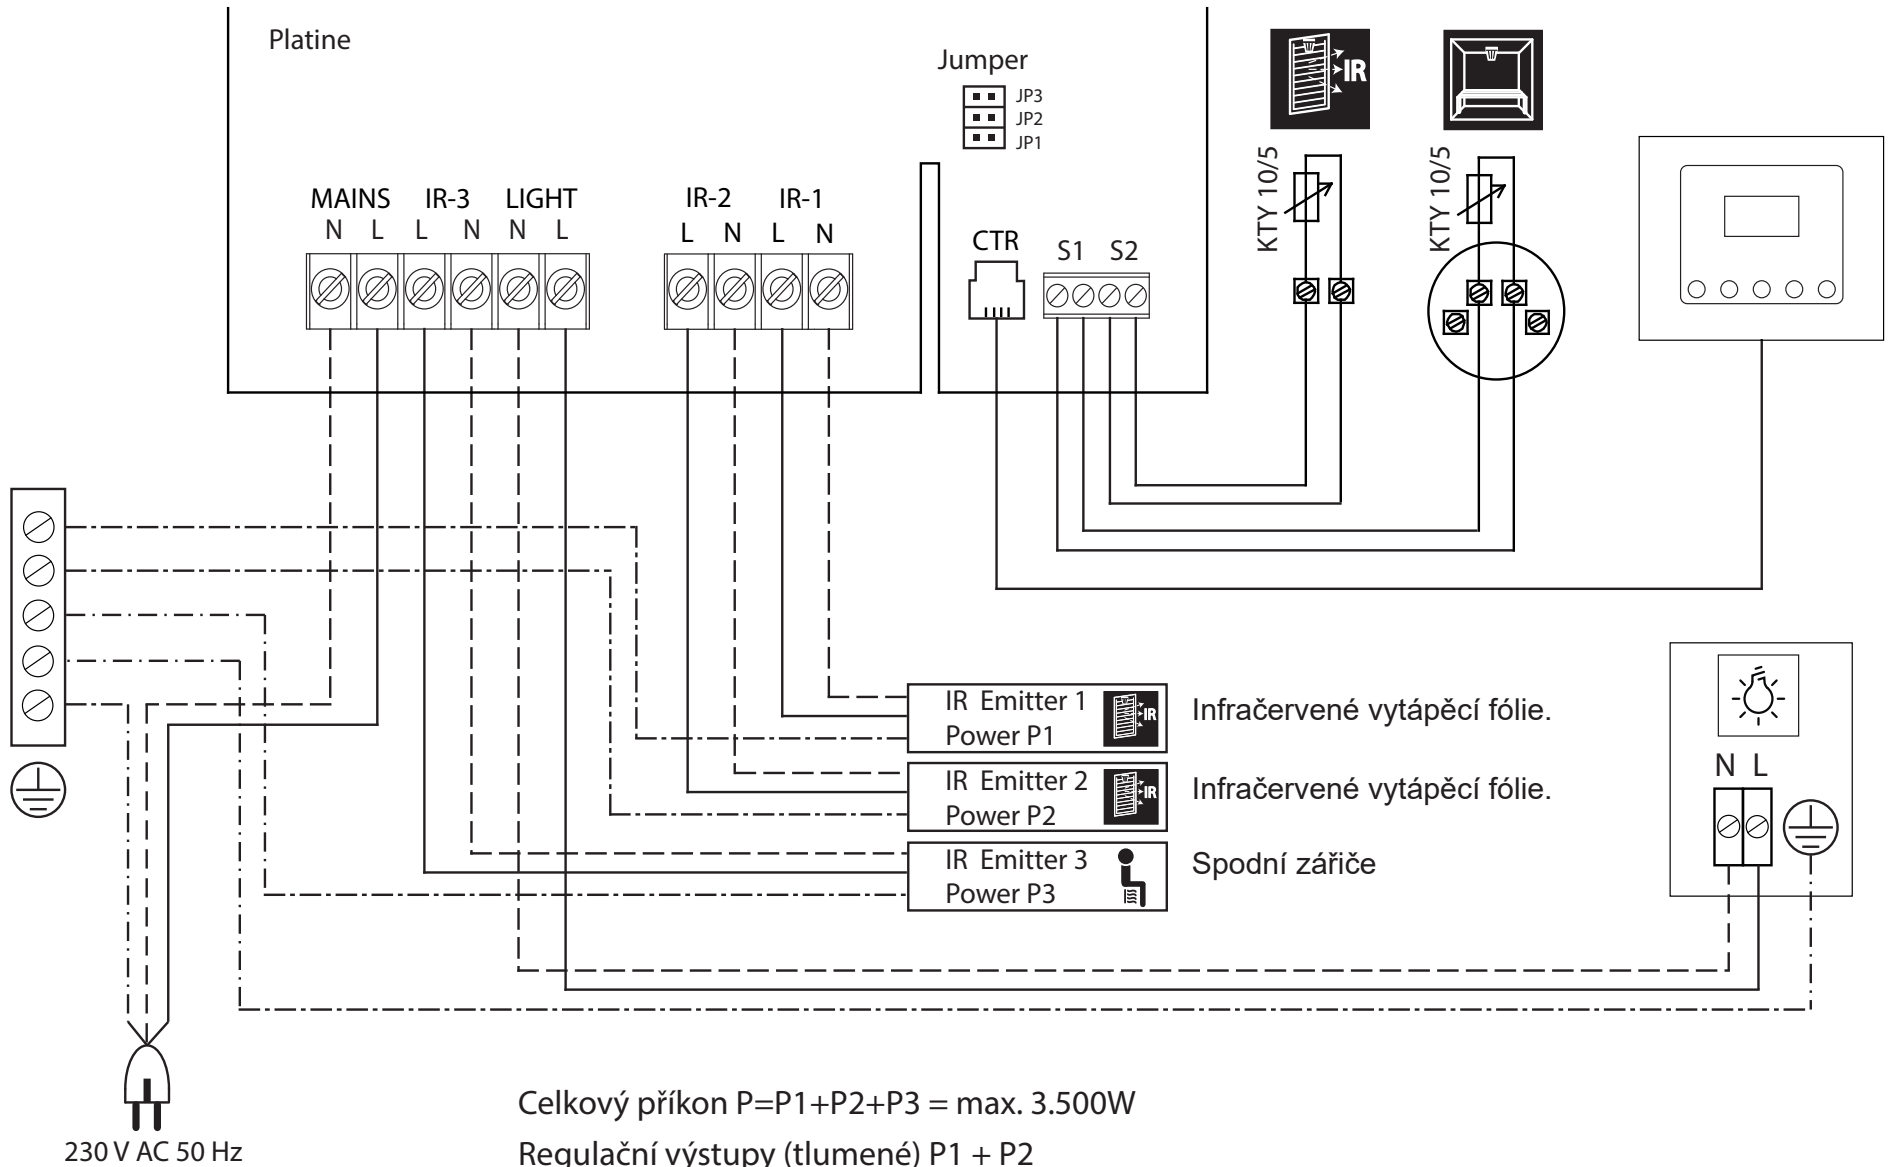 Platine
Jumper
JP3
JP2
JP1
IR
KTY 10/5
KTY 10/5
MAINS IR-3 LIGHT
N L L N N L
IR-2 IR-1
L N L N
CTR
S1 S2
IR Emitter 1
Power P1
IR
Infračervené vytápěcí fólie.
IR Emitter 2
Power P2
IR
Infračervené vytápěcí fólie.
IR Emitter 3
Power P3
Spodní zářiče
N L
230 V AC 50 Hz
Celkový příkon P=P1+P2+P3 = max. 3.500W
Regulační výstupy (tlumené) P1 + P2